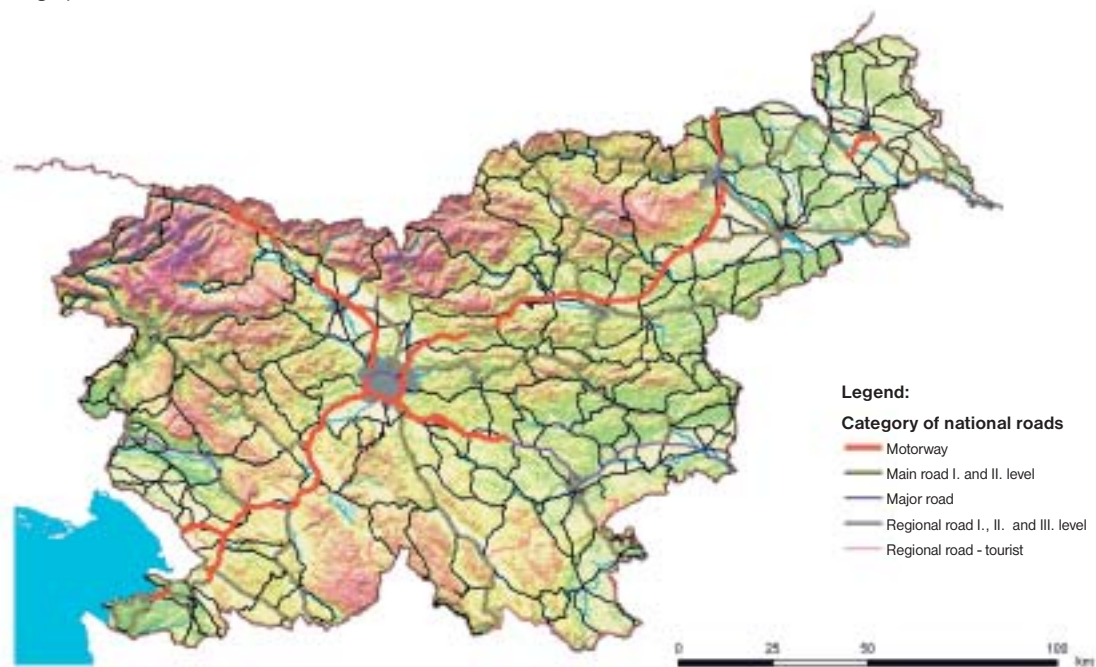 Legend:
Category of national roads
Motorway
Main road I. and II. level
Major road
Regional road I., II. and III. level
Regional road - tourist
0 25 50 100
km